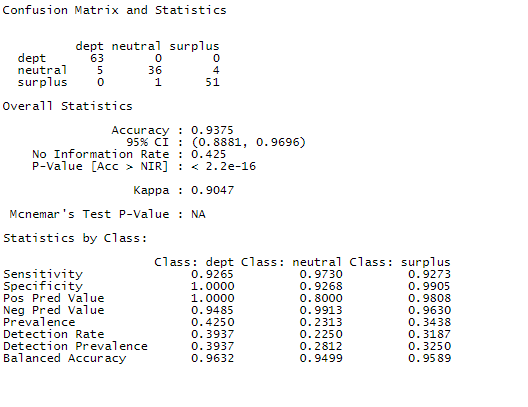 Confusion Matrix and Statistics
dept neutral surplus
dept 63 0 0
neutral 5 36 4
surplus 0 1 51
Overall Statistics
Accuracy : 0.9375
95% CI : (0.8881, 0.9696)
No Information Rate : 0.425
P-Value [Acc > NIR] : < 2.2e-16
Kappa : 0.9047
Mcnemar's Test P-Value : NA
Statistics by Class:
Class: dept Class: neutral Class: surplus
Sensitivity 0.9265 0.9730 0.9273
Specificity 1.0000 0.9268 0.9905
Pos Pred Value 1.0000 0.8000 0.9808
Neg Pred Value 0.9485 0.9913 0.9630
Prevalence 0.4250 0.2313 0.3438
Detection Rate 0.3937 0.2250 0.3187
Detection Prevalence 0.3937 0.2812 0.3250
Balanced Accuracy 0.9632 0.9499 0.9589